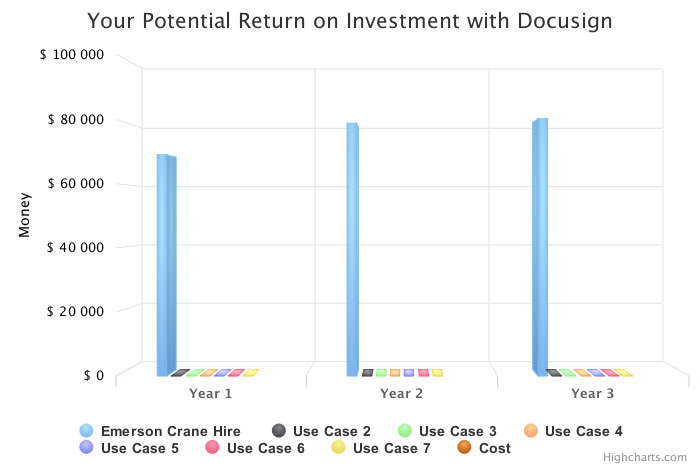 Your Potential Return on Investment with Docusign
$ 100 000
$ 80 000
$ 60 000
$ 40 000
$ 20 000
$ 0
Money
Year 1
Year 2
Year 3
Emerson Crane Hire Use Case 2 Use Case 3 Use Case 4
Use Case 5 Use Case 6 Use Case 7 Cost
Highcharts.com